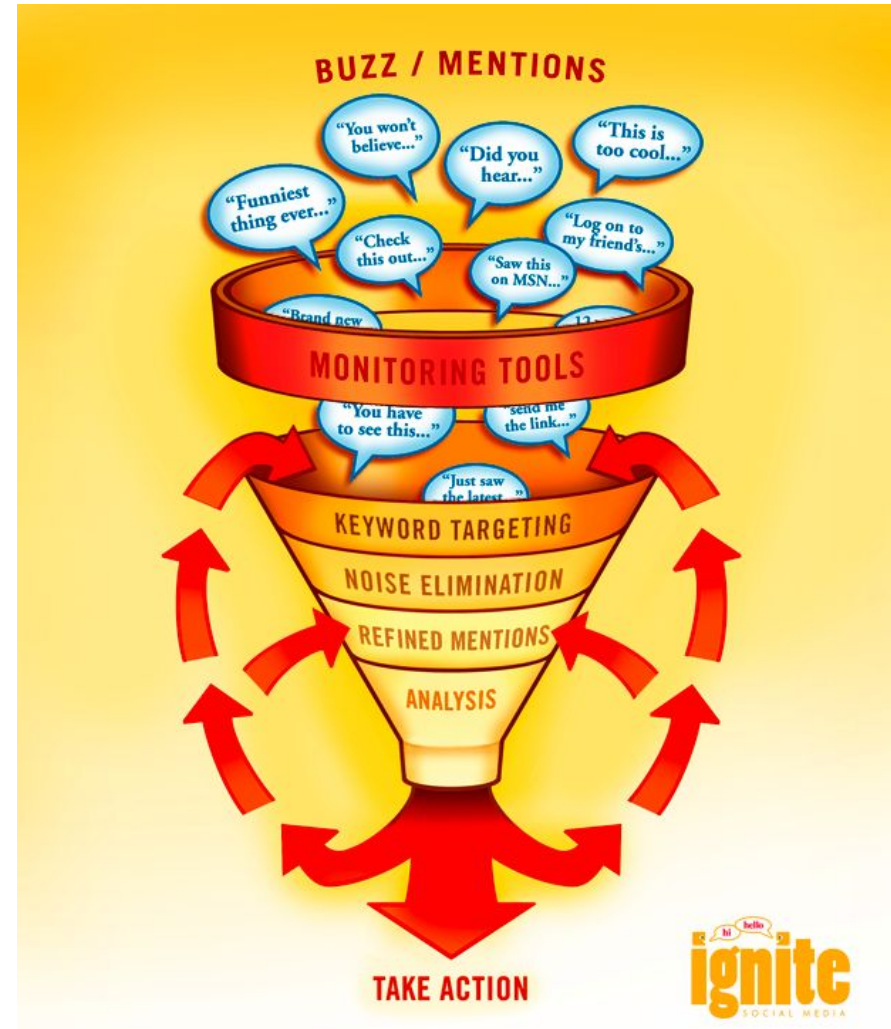 BUZZ / MENTIONS
“You won’t
believe...”
“Did you
hear...”
“This is
too cool...”
“Funniest
thing ever...”
“Check
this out...”
“Log on to
my friend’s...”
“Saw this
on MSN...”
“Brand new
MONITORING TOOLS
“You have
to see this...”
“send me
the link...”
“Just saw
the latest...”
KEYWORD TARGETING
NOISE ELIMINATION
REFINED MENTIONS
ANALYSIS
TAKE ACTION
hi
hello
ignite
SOCIAL MEDIA